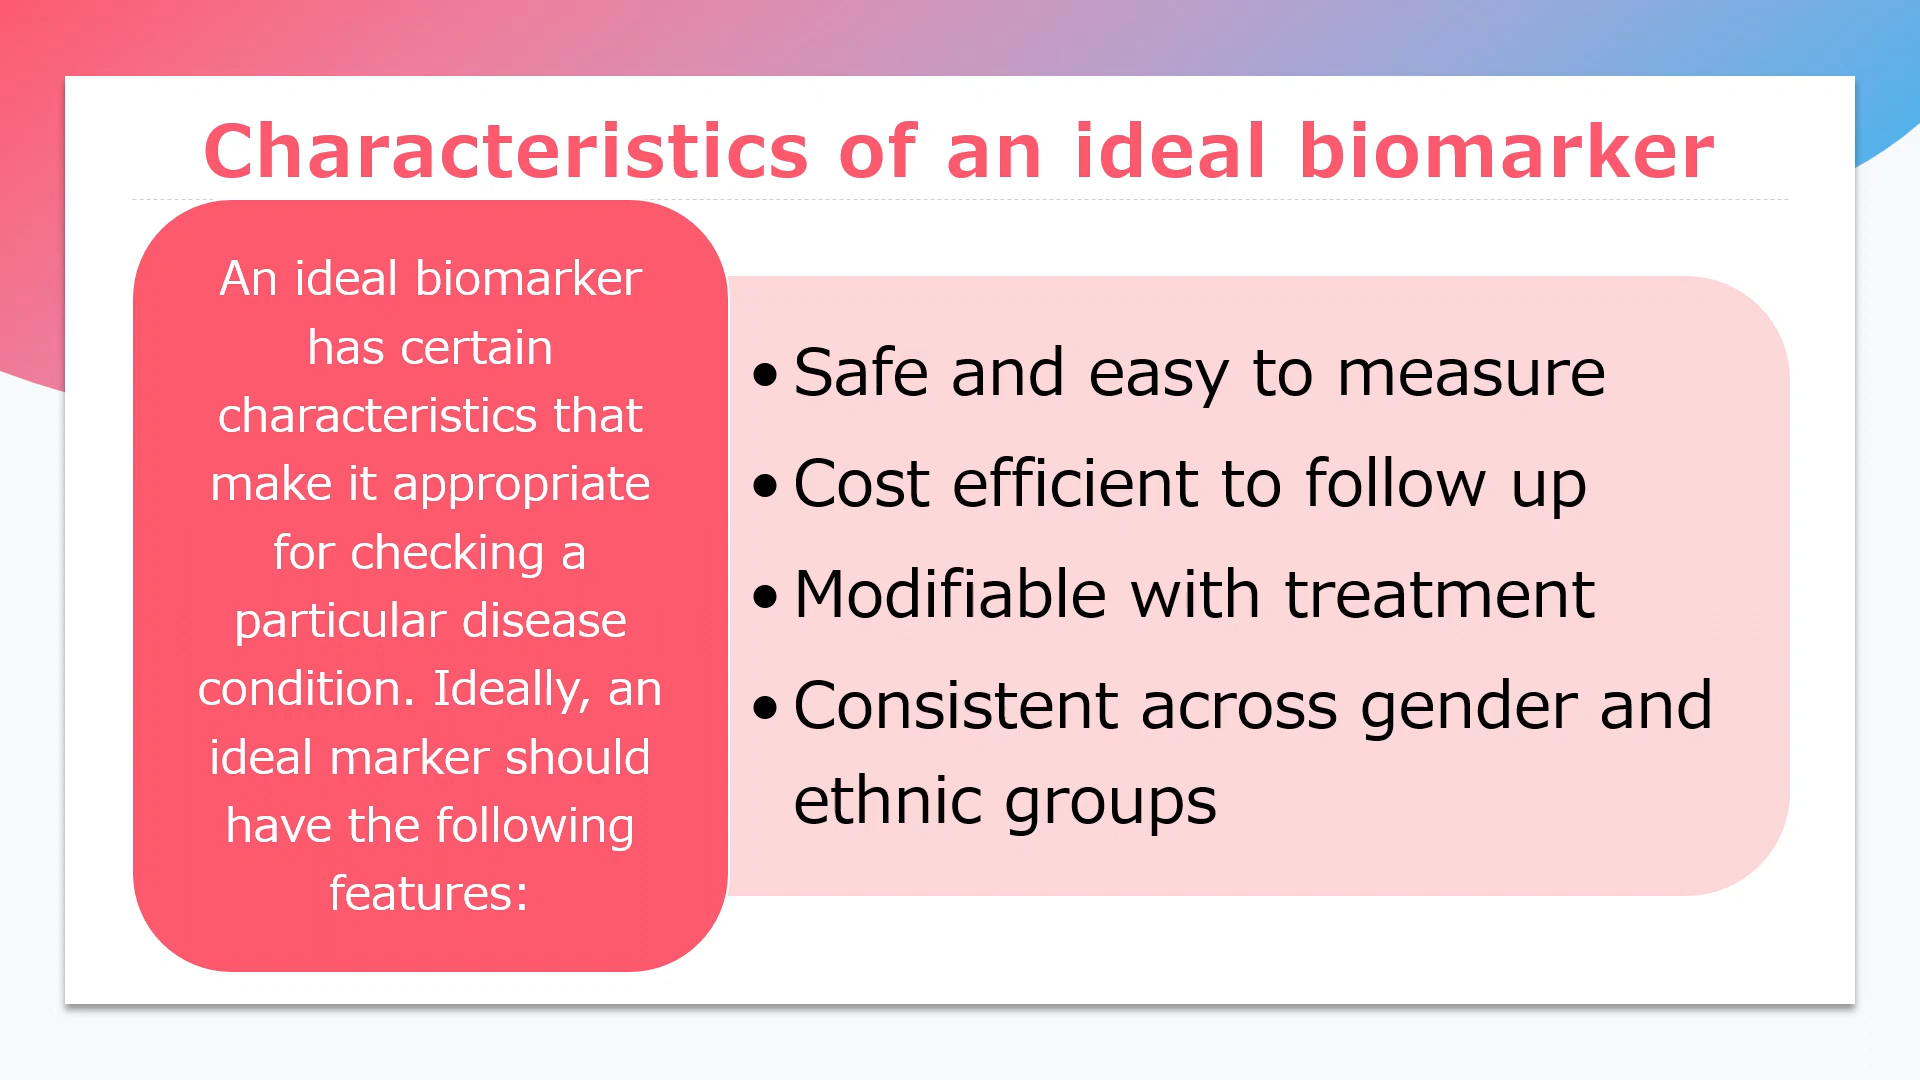 Characteristics of an ideal biomarker
An ideal biomarker
has certain
characteristics that
make it appropriate
for checking a
particular disease
condition. Ideally, an
ideal marker should
have the following
features:
• Safe and easy to measure
• Cost efficient to follow up
• Modifiable with treatment
• Consistent across gender and
ethnic groups